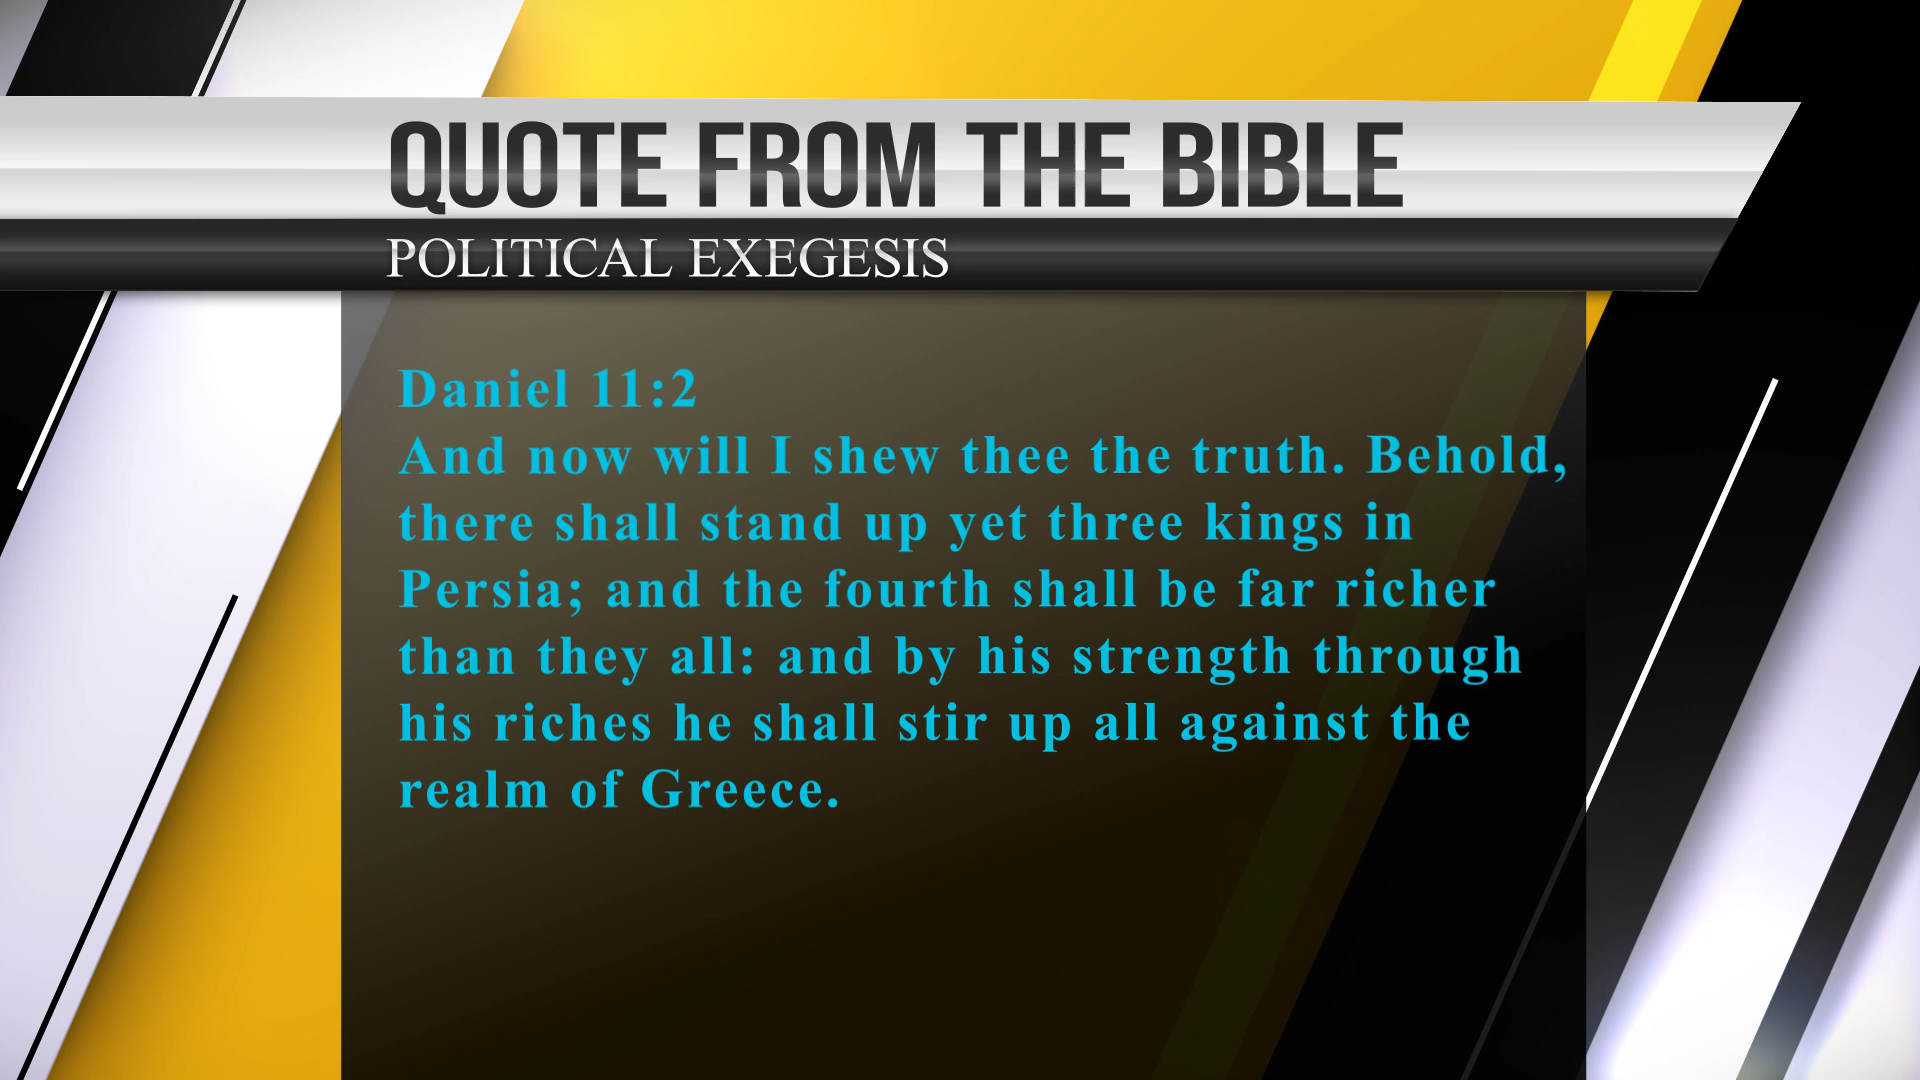 QUOTE FROM THE BIBLE
POLITICAL EXEGESIS
Daniel 11:2
And now will I shew thee the truth. Behold,
there shall stand up yet three kings in
Persia; and the fourth shall be far richer
than they all: and by his strength through
his riches he shall stir up all against the
realm of Greece.